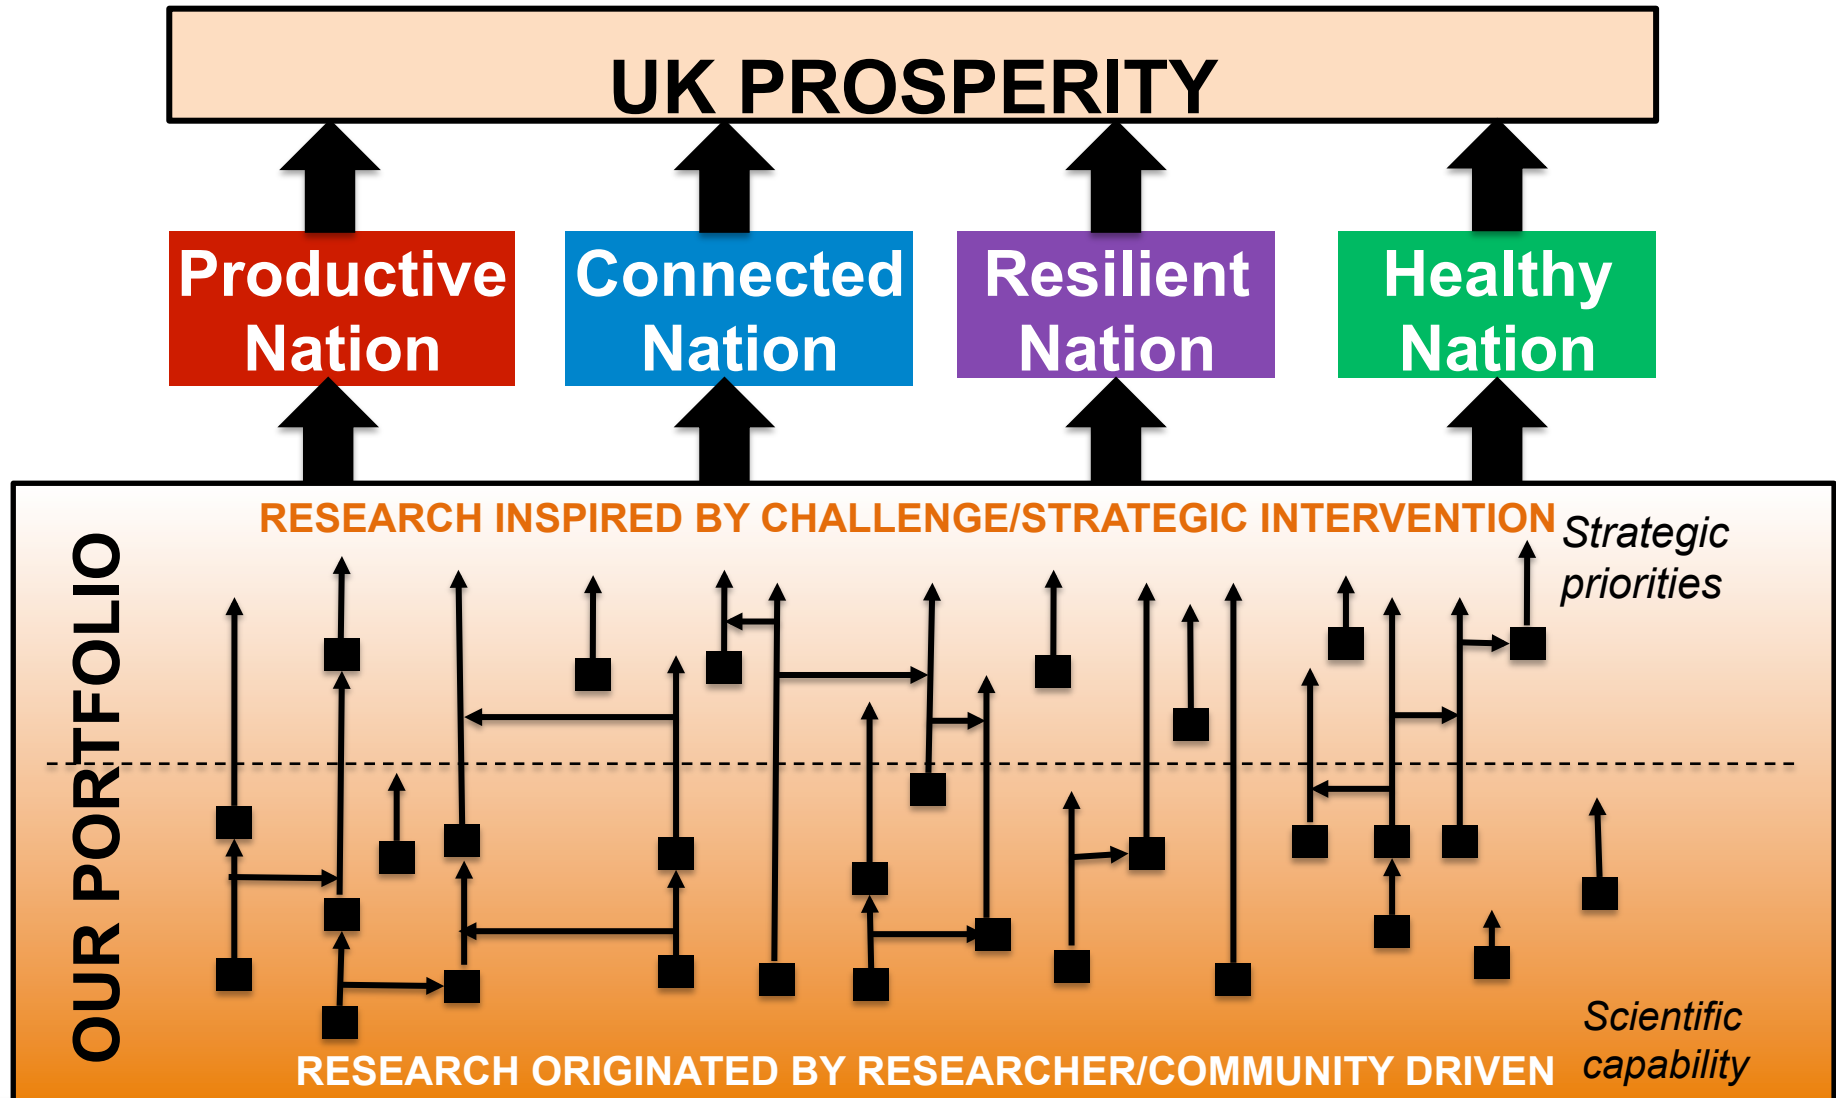 UK PROSPERITY
Productive
Nation
Connected
Nation
Resilient
Nation
Healthy
Nation
RESEARCH INSPIRED BY CHALLENGE/STRATEGIC INTERVENTION
Strategic
priorities
OUR PORTFOLIO
Scientific
capability
RESEARCH ORIGINATED BY RESEARCHER/COMMUNITY DRIVEN